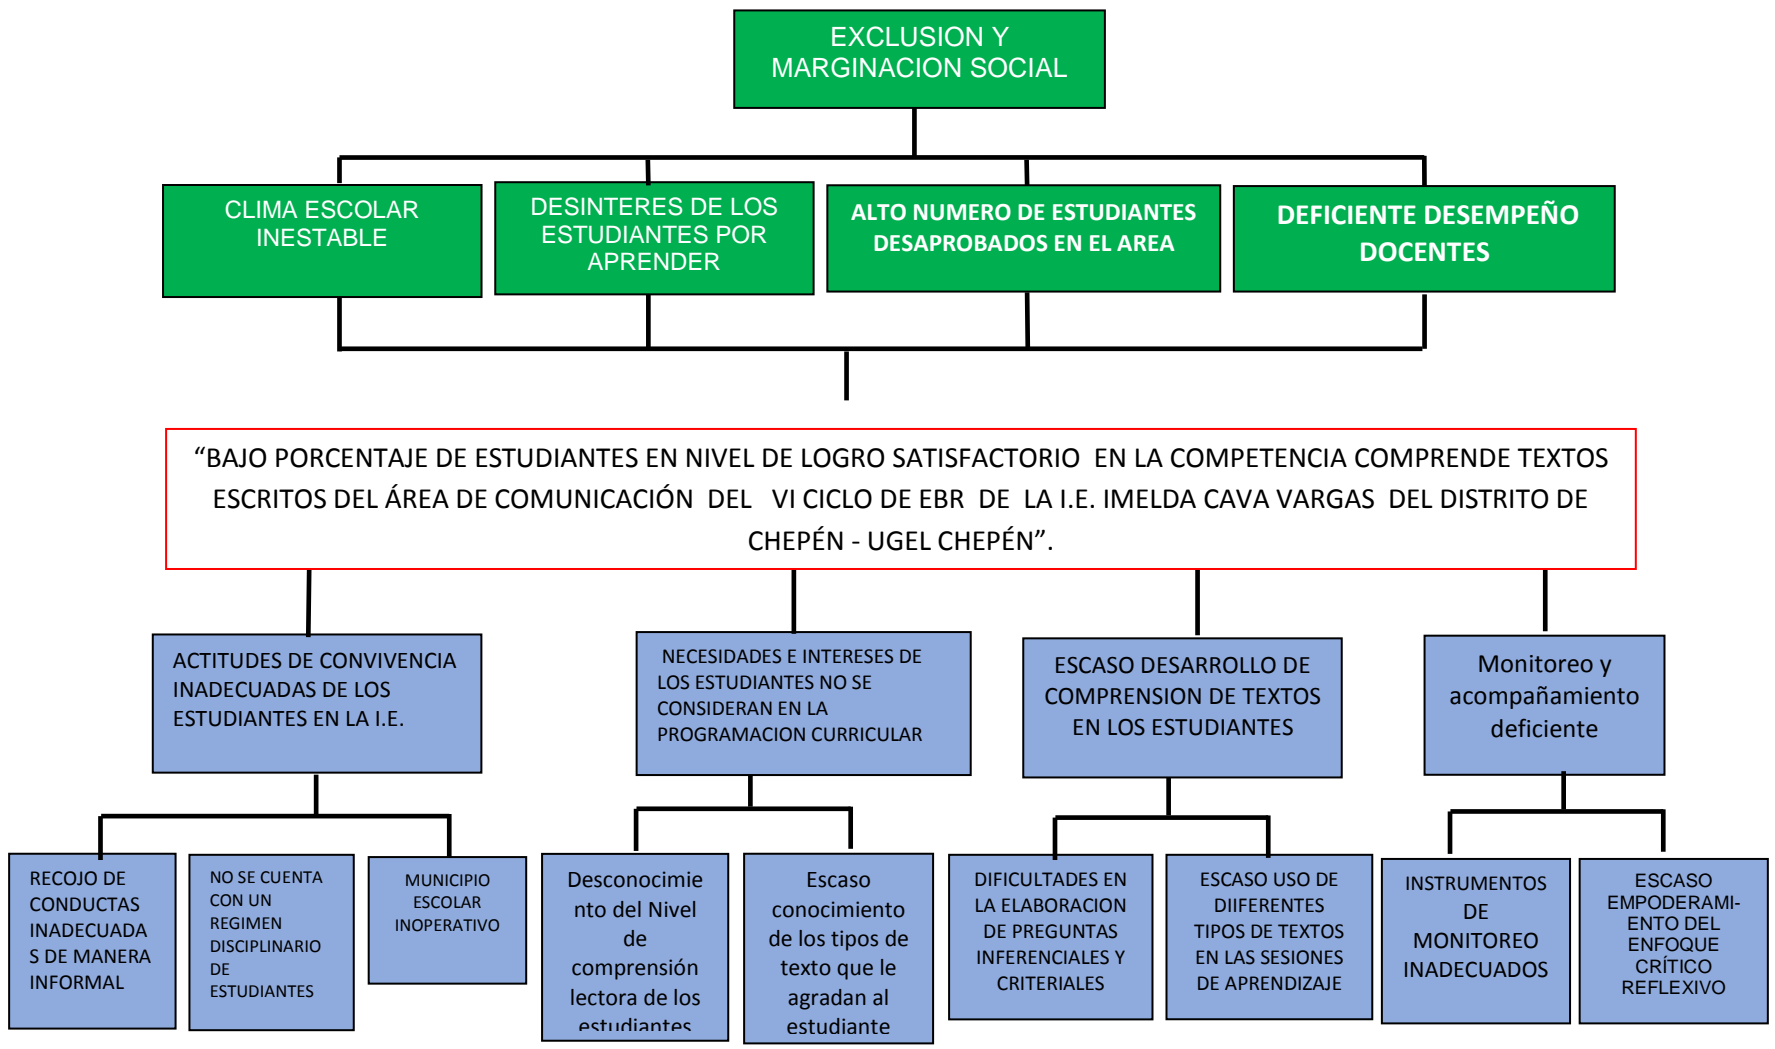 EXCLUSION Y
MARGINACION SOCIAL
CLIMA ESCOLAR
INESTABLE
DESINTERES DE LOS
ESTUDIANTES POR
APRENDER
ALTO NUMERO DE ESTUDIANTES
DESAPROBADOS EN EL AREA
DEFICIENTE DESEMPEÑO
DOCENTES
“BAJO PORCENTAJE DE ESTUDIANTES EN NIVEL DE LOGRO SATISFACTORIO EN LA COMPETENCIA COMPRENDE TEXTOS
ESCRITOS DEL ÁREA DE COMUNICACIÓN DEL VI CICLO DE EBR DE LA I.E. IMELDA CAVA VARGAS DEL DISTRITO DE
CHEPÉN - UGEL CHEPÉN”.
ACTITUDES DE CONVIVENCIA
INADECUADAS DE LOS
ESTUDIANTES EN LA I.E.
NECESIDADES E INTERESES DE
LOS ESTUDIANTES NO SE
CONSIDERAN EN LA
PROGRAMACION CURRICULAR
ESCASO DESARROLLO DE
COMPRENSION DE TEXTOS
EN LOS ESTUDIANTES
Monitoreo y
acompañamiento
deficiente
RECOJO DE
CONDUCTAS
INADECUADA
S DE MANERA
INFORMAL
NO SE CUENTA
CON UN
REGIMEN
DISCIPLINARIO
DE
ESTUDIANTES
MUNICIPIO
ESCOLAR
INOPERATIVO
Desconocimie
nto del Nivel
de
comprensión
lectora de los
estudiantes
Escaso
conocimiento
de los tipos de
texto que le
agradan al
estudiante
DIFICULTADES EN
LA ELABORACION
DE PREGUNTAS
INFERENCIALES Y
CRITERIALES
ESCASO USO DE
DIIFERENTES
TIPOS DE TEXTOS
EN LAS SESIONES
DE APRENDIZAJE
INSTRUMENTOS
DE
MONITOREO
INADECUADOS
ESCASO
EMPODERAMI-
ENTO DEL
ENFOQUE
CRÍTICO
REFLEXIVO